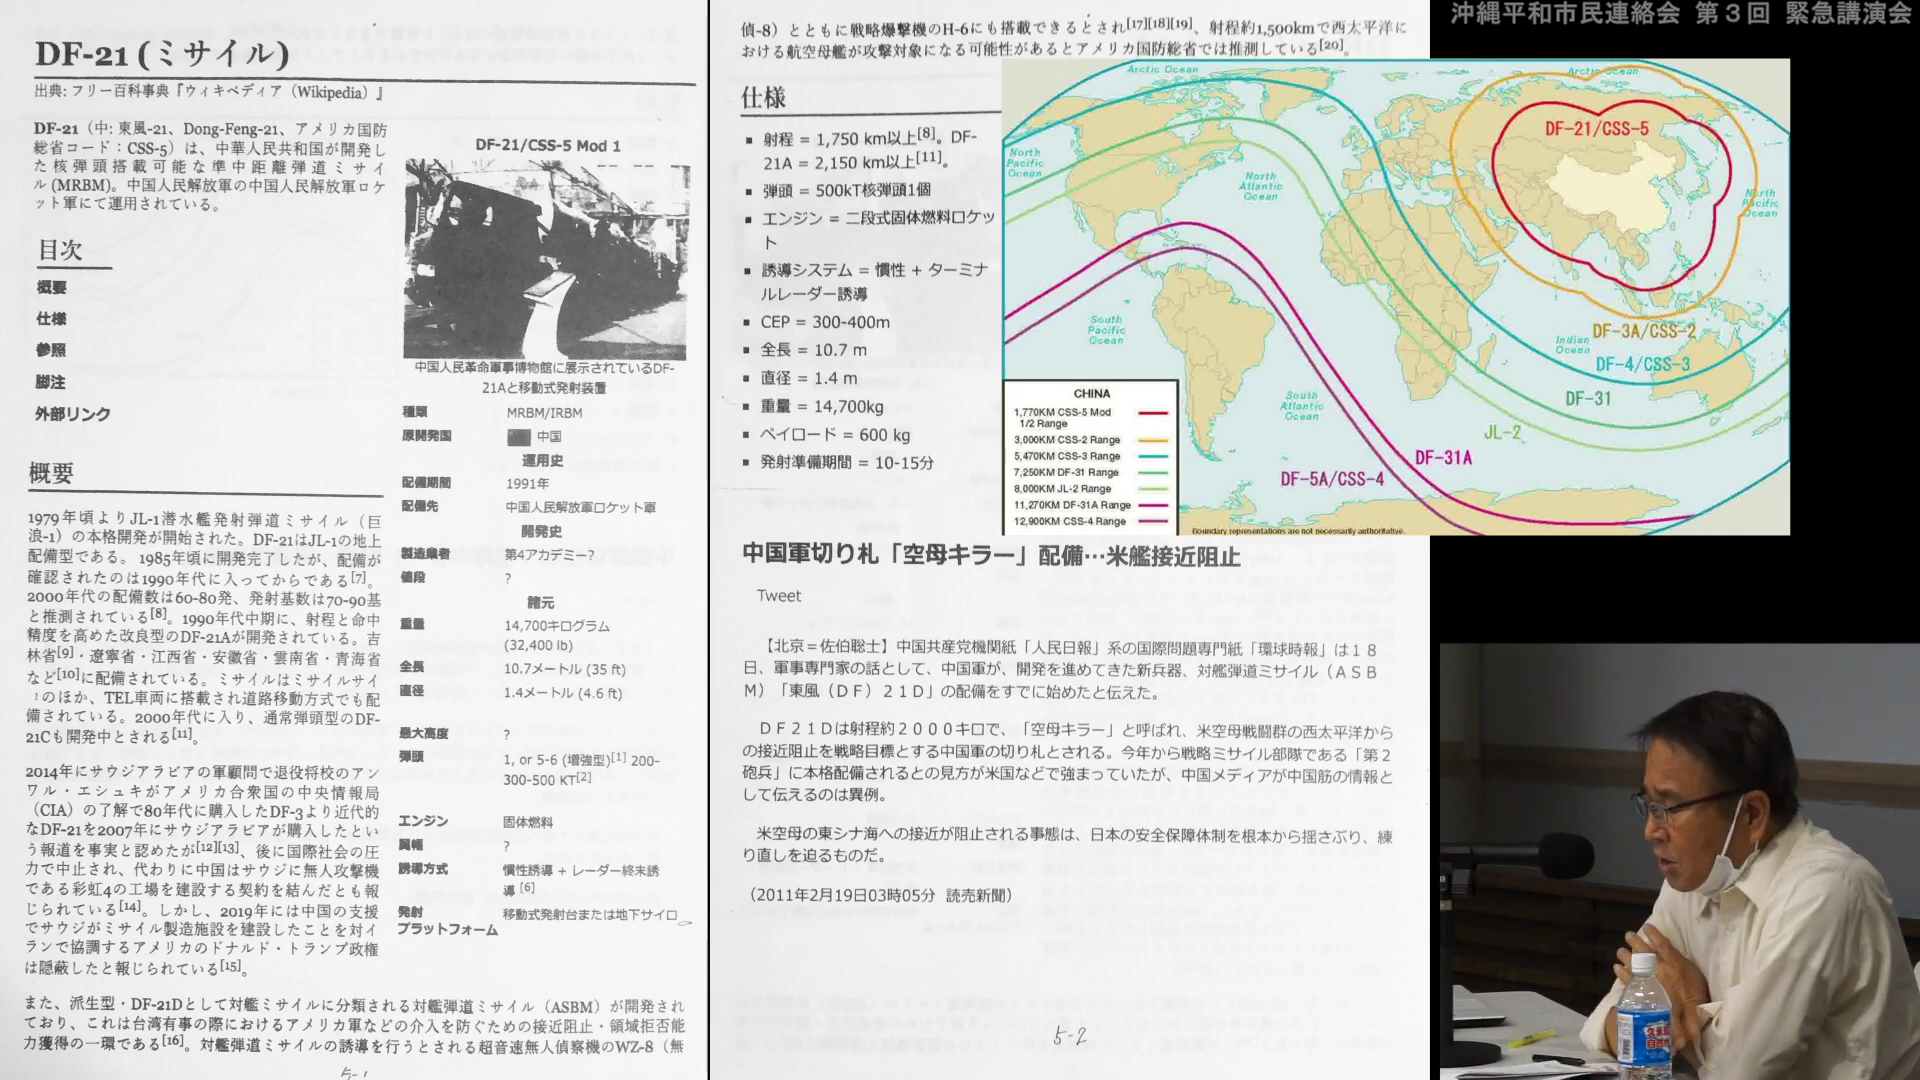 沖縄平和市民連絡会 第３回 緊急講演会
DF-21 (ミサイル)
出典: フリー百科事典『ウィキペディア（Wikipedia）』
DF-21（中: 東風-21、Dong-Feng-21、アメリカ国防
総省コード：CSS-5）は、中華人民共和国が開発し
た核弾頭搭載可能な準中距離弾道ミサイ
ル(MRBM)。中国人民解放軍の中国人民解放軍ロケ
ット軍にて運用されている。
目次
概要
仕様
参照
脚注
外部リンク
概要
1979年頃よりJL-1潜水艦発射弾道ミサイル（巨
浪-1）の本格開発が開始された。DF-21はJL-1の地上
配備型である。1985年頃に開発完了したが、配備が
確認されたのは1990年代に入ってからである[7]。
2000年代の配備数は60-80発、発射基数は70-90基
と推測されている[8]。1990年代中期に、射程と命中
精度を高めた改良型のDF-21Aが開発されている。吉
林省[9]・遼寧省・江西省・安徽省・雲南省・青海省
など[10]に配備されている。ミサイルはミサイルサイ
のほか、TEL車両に搭載され道路移動方式でも配
備されている。2000年代に入り、通常弾頭型のDF-
21Cも開発中とされる[11]。
2014年にサウジアラビアの軍顧問で退役将校のアン
ワル・エシュキがアメリカ合衆国の中央情報局
（CIA）の了解で80年代に購入したDF-3より近代的
なDF-21を2007年にサウジアラビアが購入したとい
う報道を事実と認めたが[12][13]、後に国際社会の圧
力で中止され、代わりに中国はサウジに無人攻撃機
である彩虹4の工場を建設する契約を結んだとも報
じられている[14]。しかし、2019年には中国の支援
でサウジがミサイル製造施設を建設したことを対イ
ランで協調するアメリカのドナルド・トランプ政権
は隠蔽したと報じられている[15]。
また、派生型・DF-21Dとして対艦ミサイルに分類される対艦弾道ミサイル（ASBM）が開発され
ており、これは台湾有事の際におけるアメリカ軍などの介入を防ぐための接近阻止・領域拒否能
力獲得の一環である[16]。対艦弾道ミサイルの誘導を行うとされる超音速無人偵察機のWZ-8（無
5-1
DF-21/CSS-5 Mod 1
中国人民革命軍事博物館に展示されているDF-
21Aと移動式発射装置
種類 MRBM/IRBM
原開発国 中国
運用史
配備期間 1991年
配備先 中国人民解放軍ロケット軍
開発史
製造業者 第4アカデミー?
値段 ?
諸元
重量 14,700キログラム
(32,400 lb)
全長 10.7メートル (35 ft)
直径 1.4メートル (4.6 ft)
最大高度 ?
弾頭 1, or 5-6 (増強型)[1] 200-
300-500 KT[2]
エンジン 固体燃料
翼幅 ?
誘導方式 慣性誘導 + レーダー終末誘
導 [6]
発射
プラットフォーム 移動式発射台または地下サイロ
偵-8）とともに戦略爆撃機のH-6にも搭載できるとされ[17][18][19]、射程約1,500kmで西太平洋に
おける航空母艦が攻撃対象になる可能性があるとアメリカ国防総省では推測している[20]。
仕様
▪ 射程 = 1,750 km以上[8]。DF-
21A = 2,150 km以上[11]。
▪ 弾頭 = 500kT核弾頭1個
▪ エンジン = 二段式固体燃料ロケッ
ト
▪ 誘導システム = 慣性 + ターミナ
ルレーダー誘導
▪ CEP = 300-400m
▪ 全長 = 10.7 m
▪ 直径 = 1.4 m
▪ 重量 = 14,700kg
▪ ペイロード = 600 kg
▪ 発射準備期間 = 10-15分
Arctic Ocean
Arctic Ocean
North
Pacific
Ocean
North
Atlantic
Ocean
North
Pacific
Ocean
South
Pacific
Ocean
South
Atlantic
Ocean
Indian
Ocean
DF-21/CSS-5
DF-3A/CSS-2
DF-4/CSS-3
DF-31
JL-2
DF-31A
DF-5A/CSS-4
CHINA
1,770KM CSS-5 Mod
1/2 Range
3,000KM CSS-2 Range
5,470KM CSS-3 Range
7,250KM DF-31 Range
8,000KM JL-2 Range
11,270KM DF-31A Range
12,900KM CSS-4 Range
Boundary representations are not necessarily authoritative.
中国軍切り札「空母キラー」配備…米艦接近阻止
Tweet
【北京＝佐伯聡士】中国共産党機関紙「人民日報」系の国際問題専門紙「環球時報」は１８
日、軍事専門家の話として、中国軍が、開発を進めてきた新兵器、対艦弾道ミサイル（ＡＳＢ
Ｍ）「東風（ＤＦ）２１Ｄ」の配備をすでに始めたと伝えた。
ＤＦ２１Ｄは射程約２０００キロで、「空母キラー」と呼ばれ、米空母戦闘群の西太平洋から
の接近阻止を戦略目標とする中国軍の切り札とされる。今年から戦略ミサイル部隊である「第２
砲兵」に本格配備されるとの見方が米国などで強まっていたが、中国メディアが中国筋の情報と
して伝えるのは異例。
米空母の東シナ海への接近が阻止される事態は、日本の安全保障体制を根本から揺さぶり、練
り直しを迫るものだ。
（2011年2月19日03時05分 読売新聞）
5-2